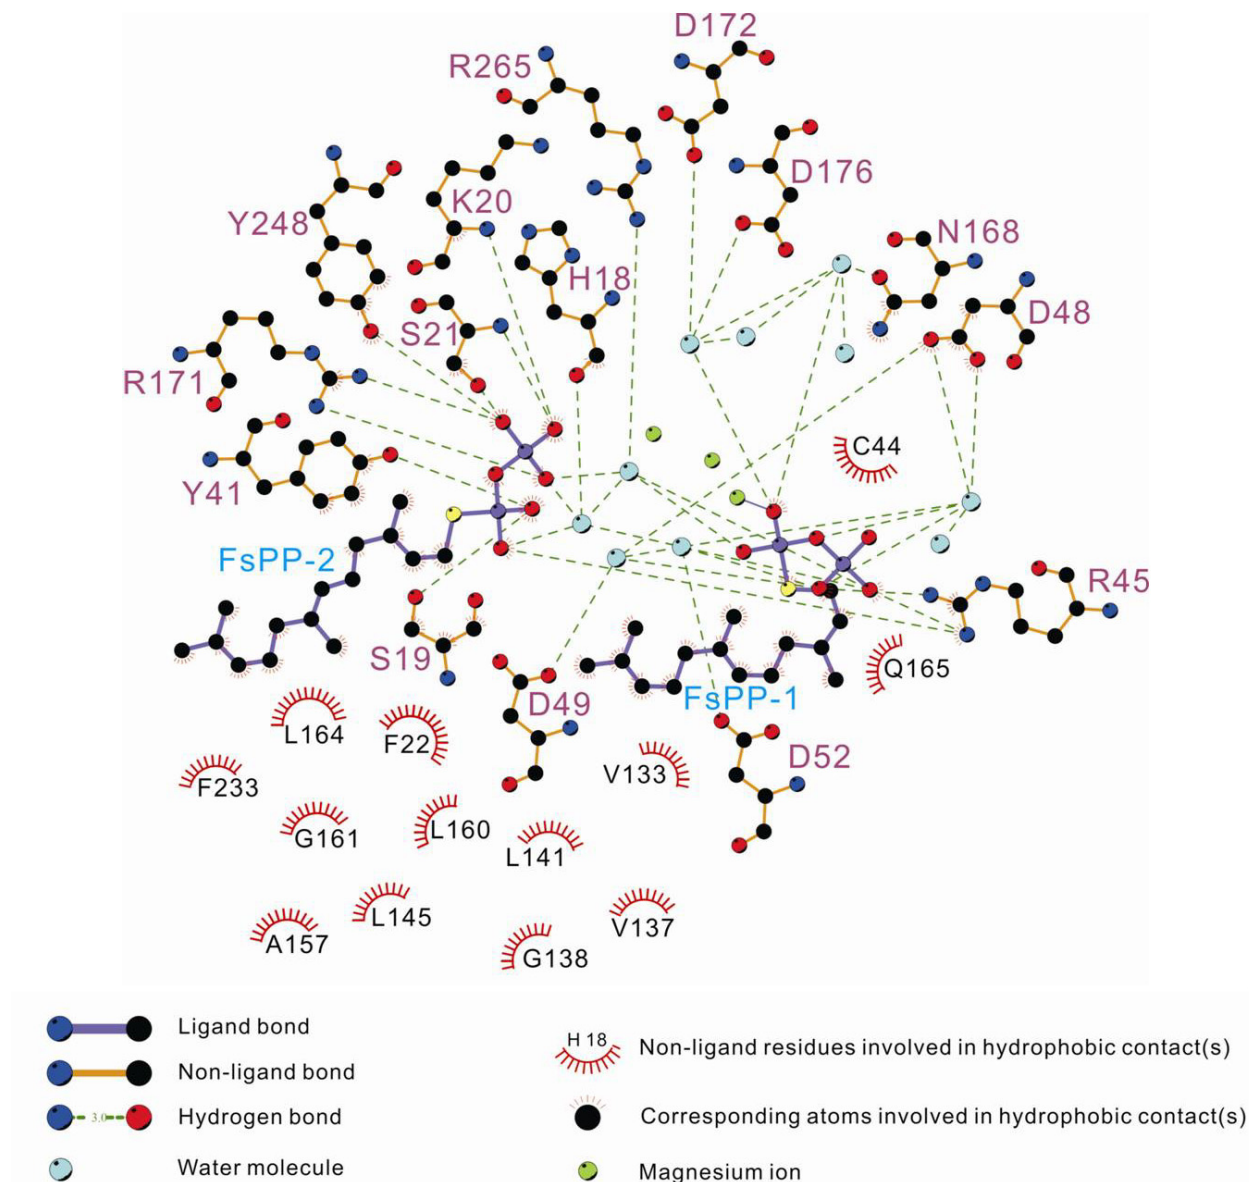 D172
R265
D176
K20
Y248
N168
H18
D48
S21
R171
C44
Y41
FsPP-2
R45
S19
Q165
D49
FsPP-1
L164
F22
V133
D52
F233
L160
G161
L141
L145
V137
A157
G138
Ligand bond
Non-ligand bond
3.0
Hydrogen bond
Water molecule
H 18
Non-ligand residues involved in hydrophobic contact(s)
Corresponding atoms involved in hydrophobic contact(s)
Magnesium ion